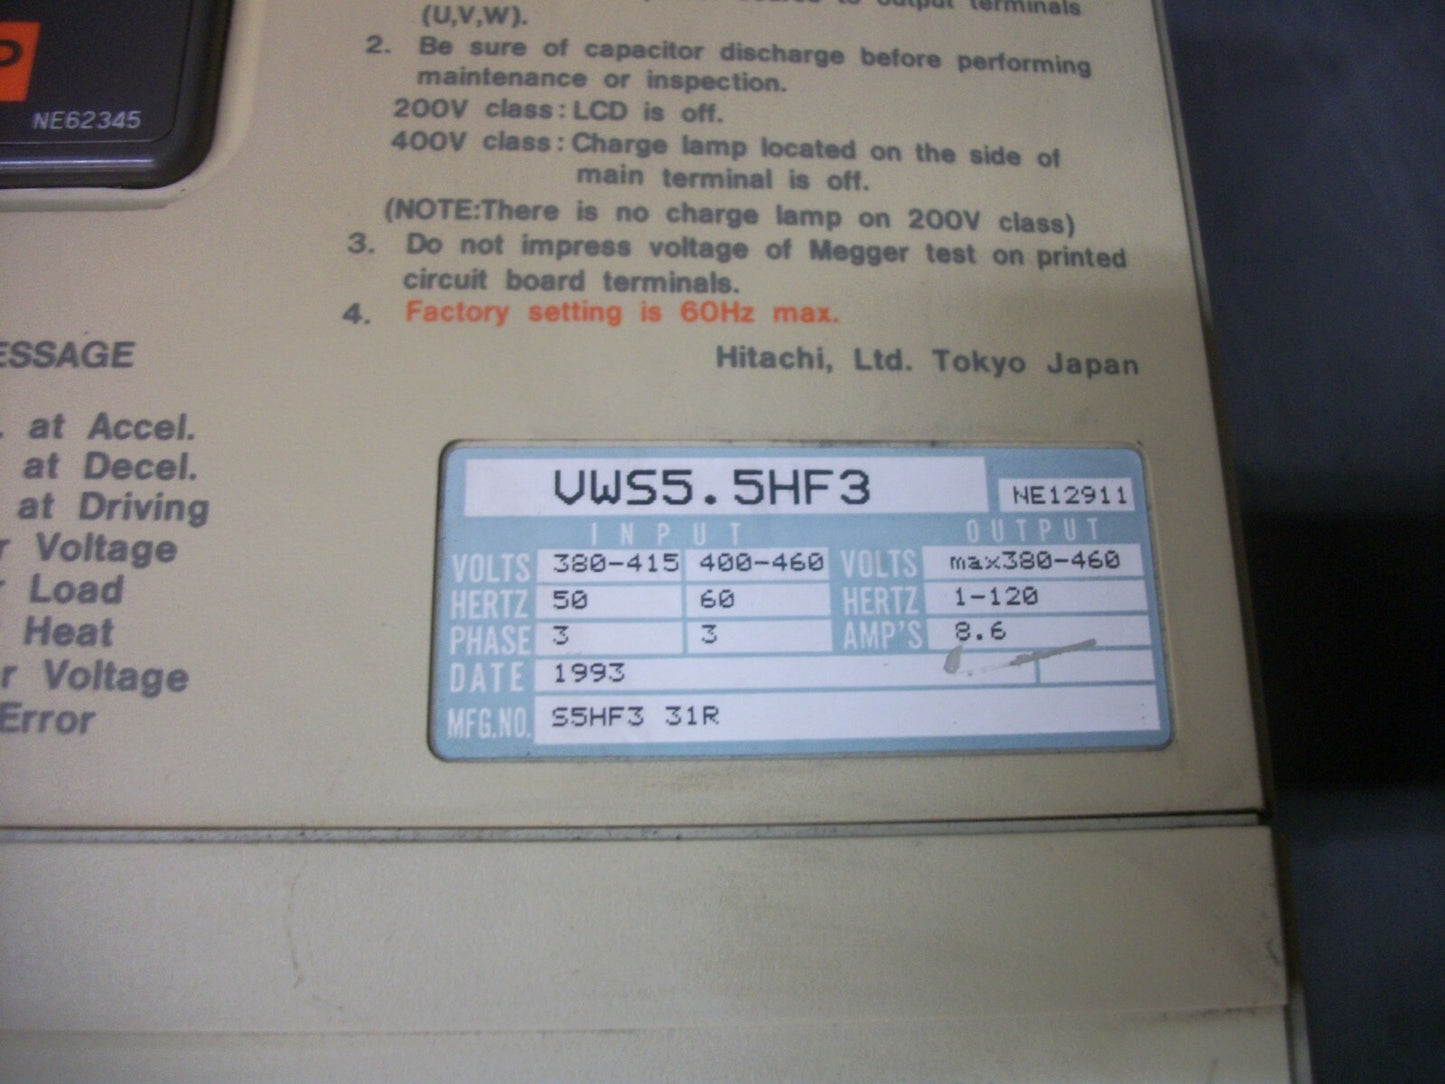 to output terminals
(U,V,W).
2. Be sure of capacitor discharge before performing
maintenance or inspection.
200V class: LCD is off.
400V class: Charge lamp located on the side of
main terminal is off.
(NOTE:There is no charge lamp on 200V class)
3. Do not impress voltage of Megger test on printed
circuit board terminals.
4. Factory setting is 60Hz max.
Hitachi, Ltd. Tokyo Japan
NE62345
ESSAGE
. at Accel.
at Decel.
at Driving
r Voltage
Load
Heat
r Voltage
Error
VWS5.5HF3 NE12911
INPUT OUTPUT
VOLTS 380-415 400-460 VOLTS max380-460
HERTZ 50 60 HERTZ 1-120
PHASE 3 3 AMP'S 8.6
DATE 1993
MFG.NO. S5HF3 31R